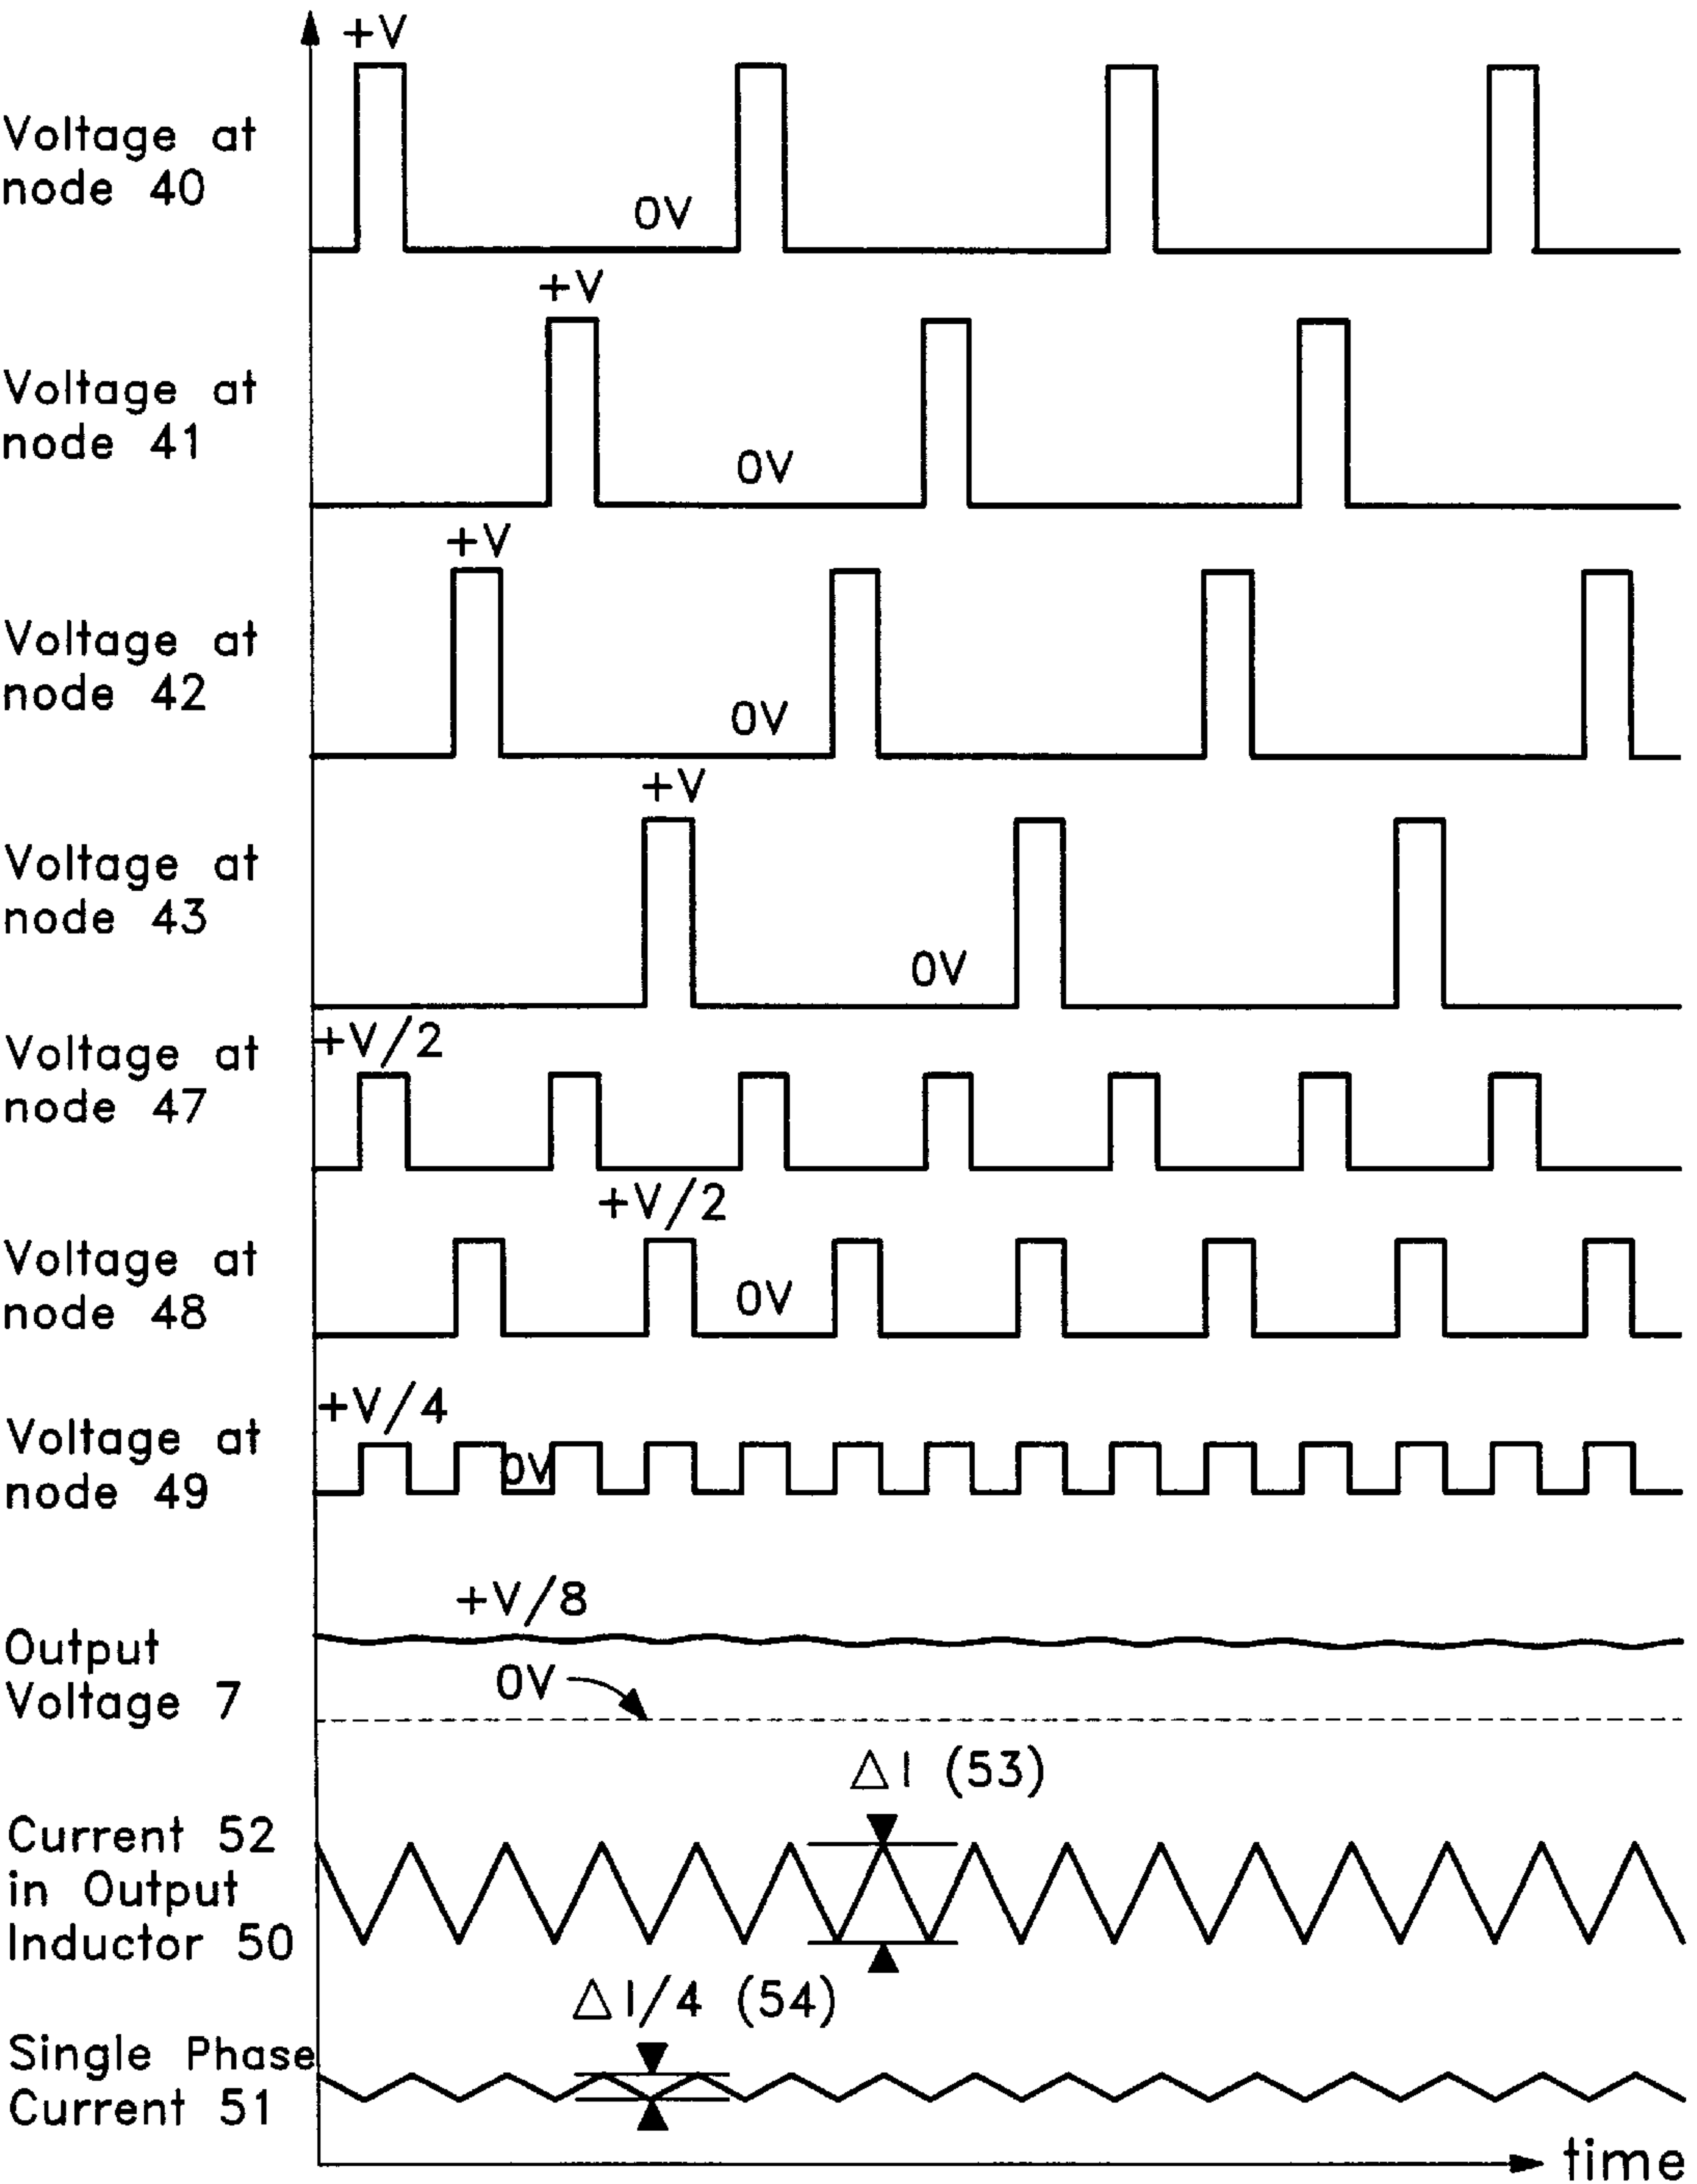 +V
Voltage at
node 40
0V
+V
Voltage at
node 41
0V
+V
Voltage at
node 42
0V
+V
Voltage at
node 43
0V
+V/2
Voltage at
node 47
+V/2
Voltage at
node 48
0V
+V/4
Voltage at
node 49
0V
+V/8
Output
Voltage 7
0V
△I (53)
Current 52
in Output
Inductor 50
△I/4 (54)
Single Phase
Current 51
time